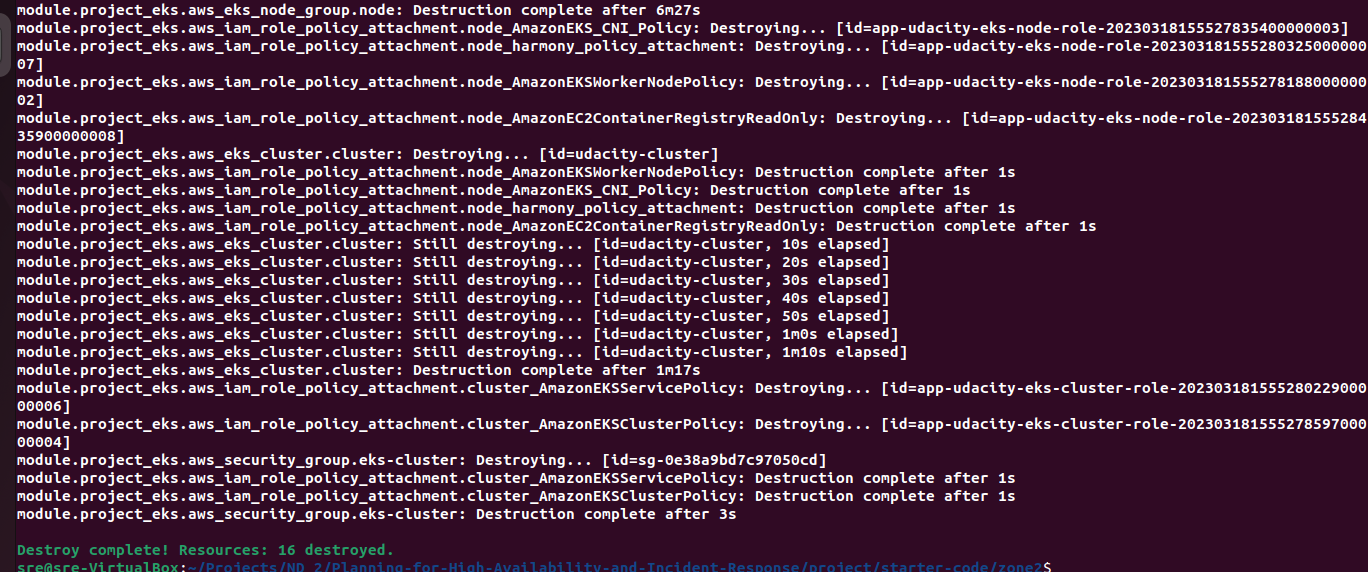 module.project_eks.aws_eks_node_group.node: Destruction complete after 6m27s
module.project_eks.aws_iam_role_policy_attachment.node_AmazonEKS_CNI_Policy: Destroying... [id=app-udacity-eks-node-role-20230318155527835400000003]
module.project_eks.aws_iam_role_policy_attachment.node_harmony_policy_attachment: Destroying... [id=app-udacity-eks-node-role-202303181555280325000000
07]
module.project_eks.aws_iam_role_policy_attachment.node_AmazonEKSWorkerNodePolicy: Destroying... [id=app-udacity-eks-node-role-202303181555278188000000
02]
module.project_eks.aws_iam_role_policy_attachment.node_AmazonEC2ContainerRegistryReadOnly: Destroying... [id=app-udacity-eks-node-role-202303181555284
35900000008]
module.project_eks.aws_eks_cluster.cluster: Destroying... [id=udacity-cluster]
module.project_eks.aws_iam_role_policy_attachment.node_AmazonEKSWorkerNodePolicy: Destruction complete after 1s
module.project_eks.aws_iam_role_policy_attachment.node_AmazonEKS_CNI_Policy: Destruction complete after 1s
module.project_eks.aws_iam_role_policy_attachment.node_harmony_policy_attachment: Destruction complete after 1s
module.project_eks.aws_iam_role_policy_attachment.node_AmazonEC2ContainerRegistryReadOnly: Destruction complete after 1s
module.project_eks.aws_eks_cluster.cluster: Still destroying... [id=udacity-cluster, 10s elapsed]
module.project_eks.aws_eks_cluster.cluster: Still destroying... [id=udacity-cluster, 20s elapsed]
module.project_eks.aws_eks_cluster.cluster: Still destroying... [id=udacity-cluster, 30s elapsed]
module.project_eks.aws_eks_cluster.cluster: Still destroying... [id=udacity-cluster, 40s elapsed]
module.project_eks.aws_eks_cluster.cluster: Still destroying... [id=udacity-cluster, 50s elapsed]
module.project_eks.aws_eks_cluster.cluster: Still destroying... [id=udacity-cluster, 1m0s elapsed]
module.project_eks.aws_eks_cluster.cluster: Still destroying... [id=udacity-cluster, 1m10s elapsed]
module.project_eks.aws_eks_cluster.cluster: Destruction complete after 1m17s
module.project_eks.aws_iam_role_policy_attachment.cluster_AmazonEKSServicePolicy: Destroying... [id=app-udacity-eks-cluster-role-202303181555280229000
00006]
module.project_eks.aws_iam_role_policy_attachment.cluster_AmazonEKSClusterPolicy: Destroying... [id=app-udacity-eks-cluster-role-202303181555278597000
00004]
module.project_eks.aws_security_group.eks-cluster: Destroying... [id=sg-0e38a9bd7c97050cd]
module.project_eks.aws_iam_role_policy_attachment.cluster_AmazonEKSServicePolicy: Destruction complete after 1s
module.project_eks.aws_iam_role_policy_attachment.cluster_AmazonEKSClusterPolicy: Destruction complete after 1s
module.project_eks.aws_security_group.eks-cluster: Destruction complete after 3s
Destroy complete! Resources: 16 destroyed.
sre@sre-VirtualBox:~/Projects/ND_2/Planning-for-High-Availability-and-Incident-Response/project/starter-code/zone2$